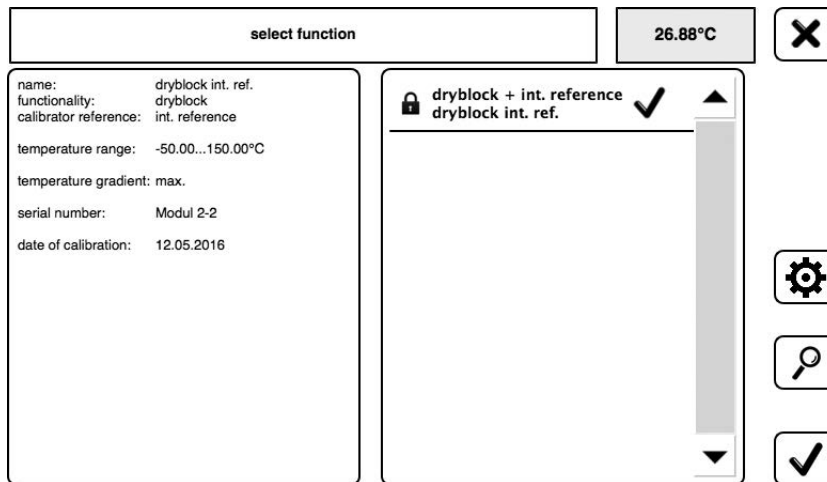 select function
26.88°C
name: dryblock int. ref.
functionality: dryblock
calibrator reference: int. reference
temperature range: -50.00...150.00°C
temperature gradient: max.
serial number: Modul 2-2
date of calibration: 12.05.2016
dryblock + int. reference
dryblock int. ref.